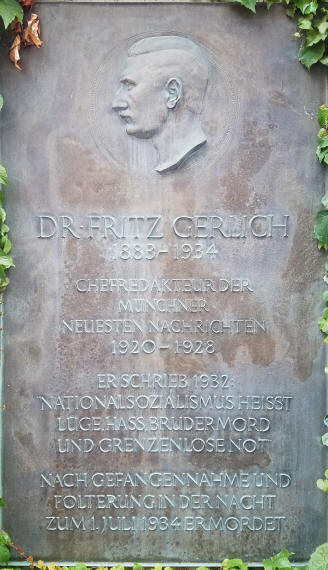 DR·FRITZ GERLICH
1883–1934
CHEFREDAKTEUR DER
MÜNCHNER
NEUESTEN NACHRICHTEN
1920–1928
ER SCHRIEB 1932:
"NATIONALSOZIALISMUS HEISST
LÜGE, HASS, BRUDERMORD
UND GRENZENLOSE NOT"
NACH GEFANGENNAHME UND
FOLTERUNG IN DER NACHT
ZUM 1. JULI 1934 ERMORDET